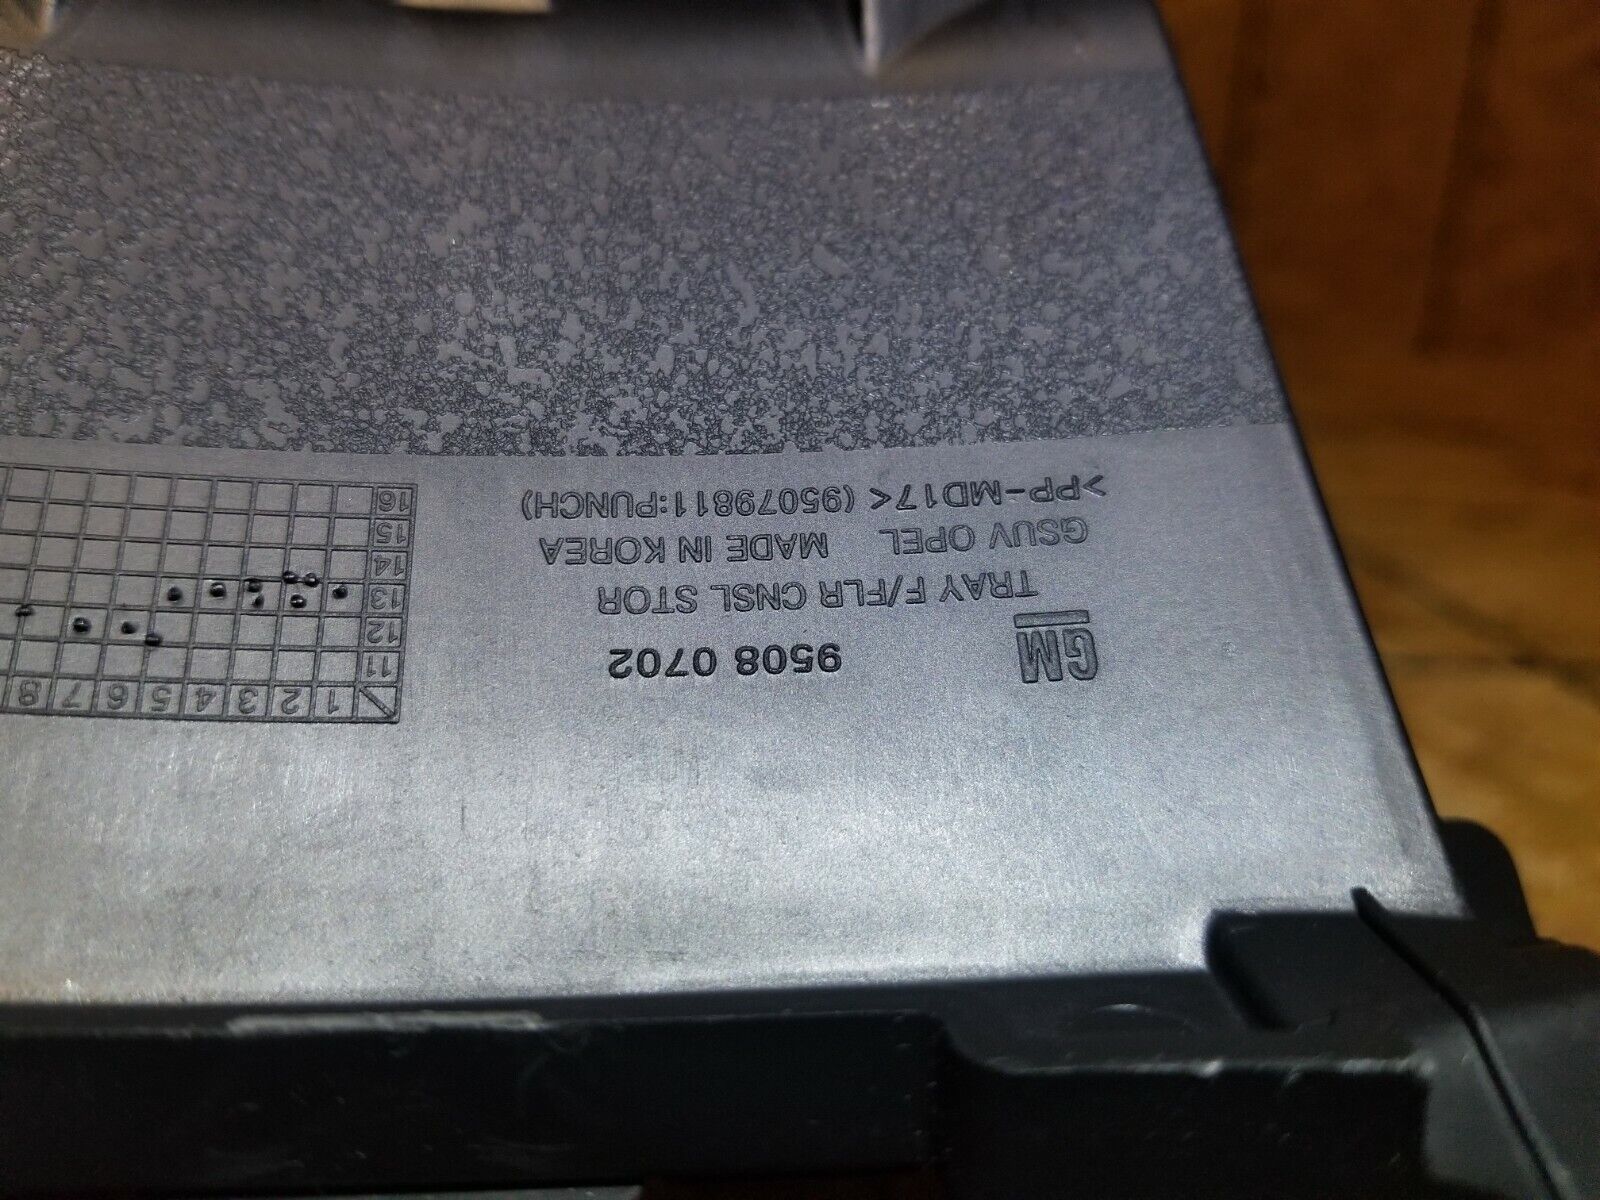 GM
9508 0702
TRAY F/FLR CNSL STOR
GSUV OPEL MADE IN KOREA
>PP-MD17< (95079811:PUNCH)
1 2 3 4 5 6 7 8
11
12
13
14
15
16